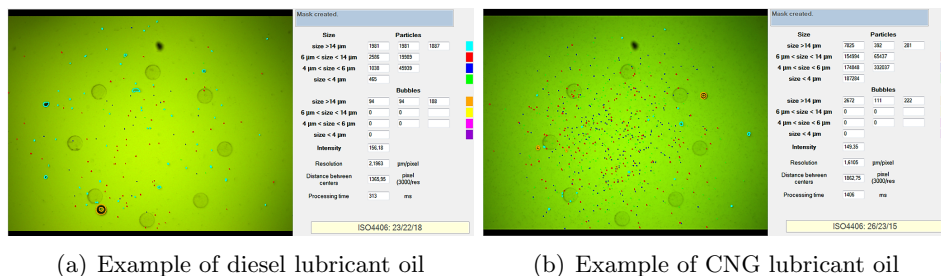 Mask created.
Size Particles
size >14 µm 1981 1981 1887
6 µm < size < 14 µm 2586 19989
4 µm < size < 6 µm 1038 45939
size < 4 µm 465
Bubbles
size >14 µm 94 94 188
6 µm < size < 14 µm 0 0
4 µm < size < 6 µm 0 0
size < 4 µm 0
Intensity 156,18
Resolution 2,1963 pm/pixel
Distance between centers 1365,95 pixel (3000/res
Processing time 313 ms
ISO4406: 23/22/18
(a) Example of diesel lubricant oil
Mask created.
Size Particles
size >14 µm 7825 392 281
6 µm < size < 14 µm 154994 65437
4 µm < size < 6 µm 174848 332037
size < 4 µm 187284
Bubbles
size >14 µm 2672 111 222
6 µm < size < 14 µm 0 0
4 µm < size < 6 µm 0 0
size < 4 µm 0
Intensity 149,35
Resolution 1,6105 pm/pixel
Distance between centers 1862,75 pixel (3000/res
Processing time 1406 ms
ISO4406: 26/23/15
(b) Example of CNG lubricant oil